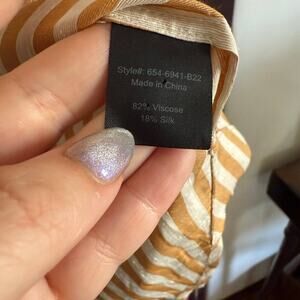 Style#: 654-6941-B22
Made in China
82% Viscose
18% Silk